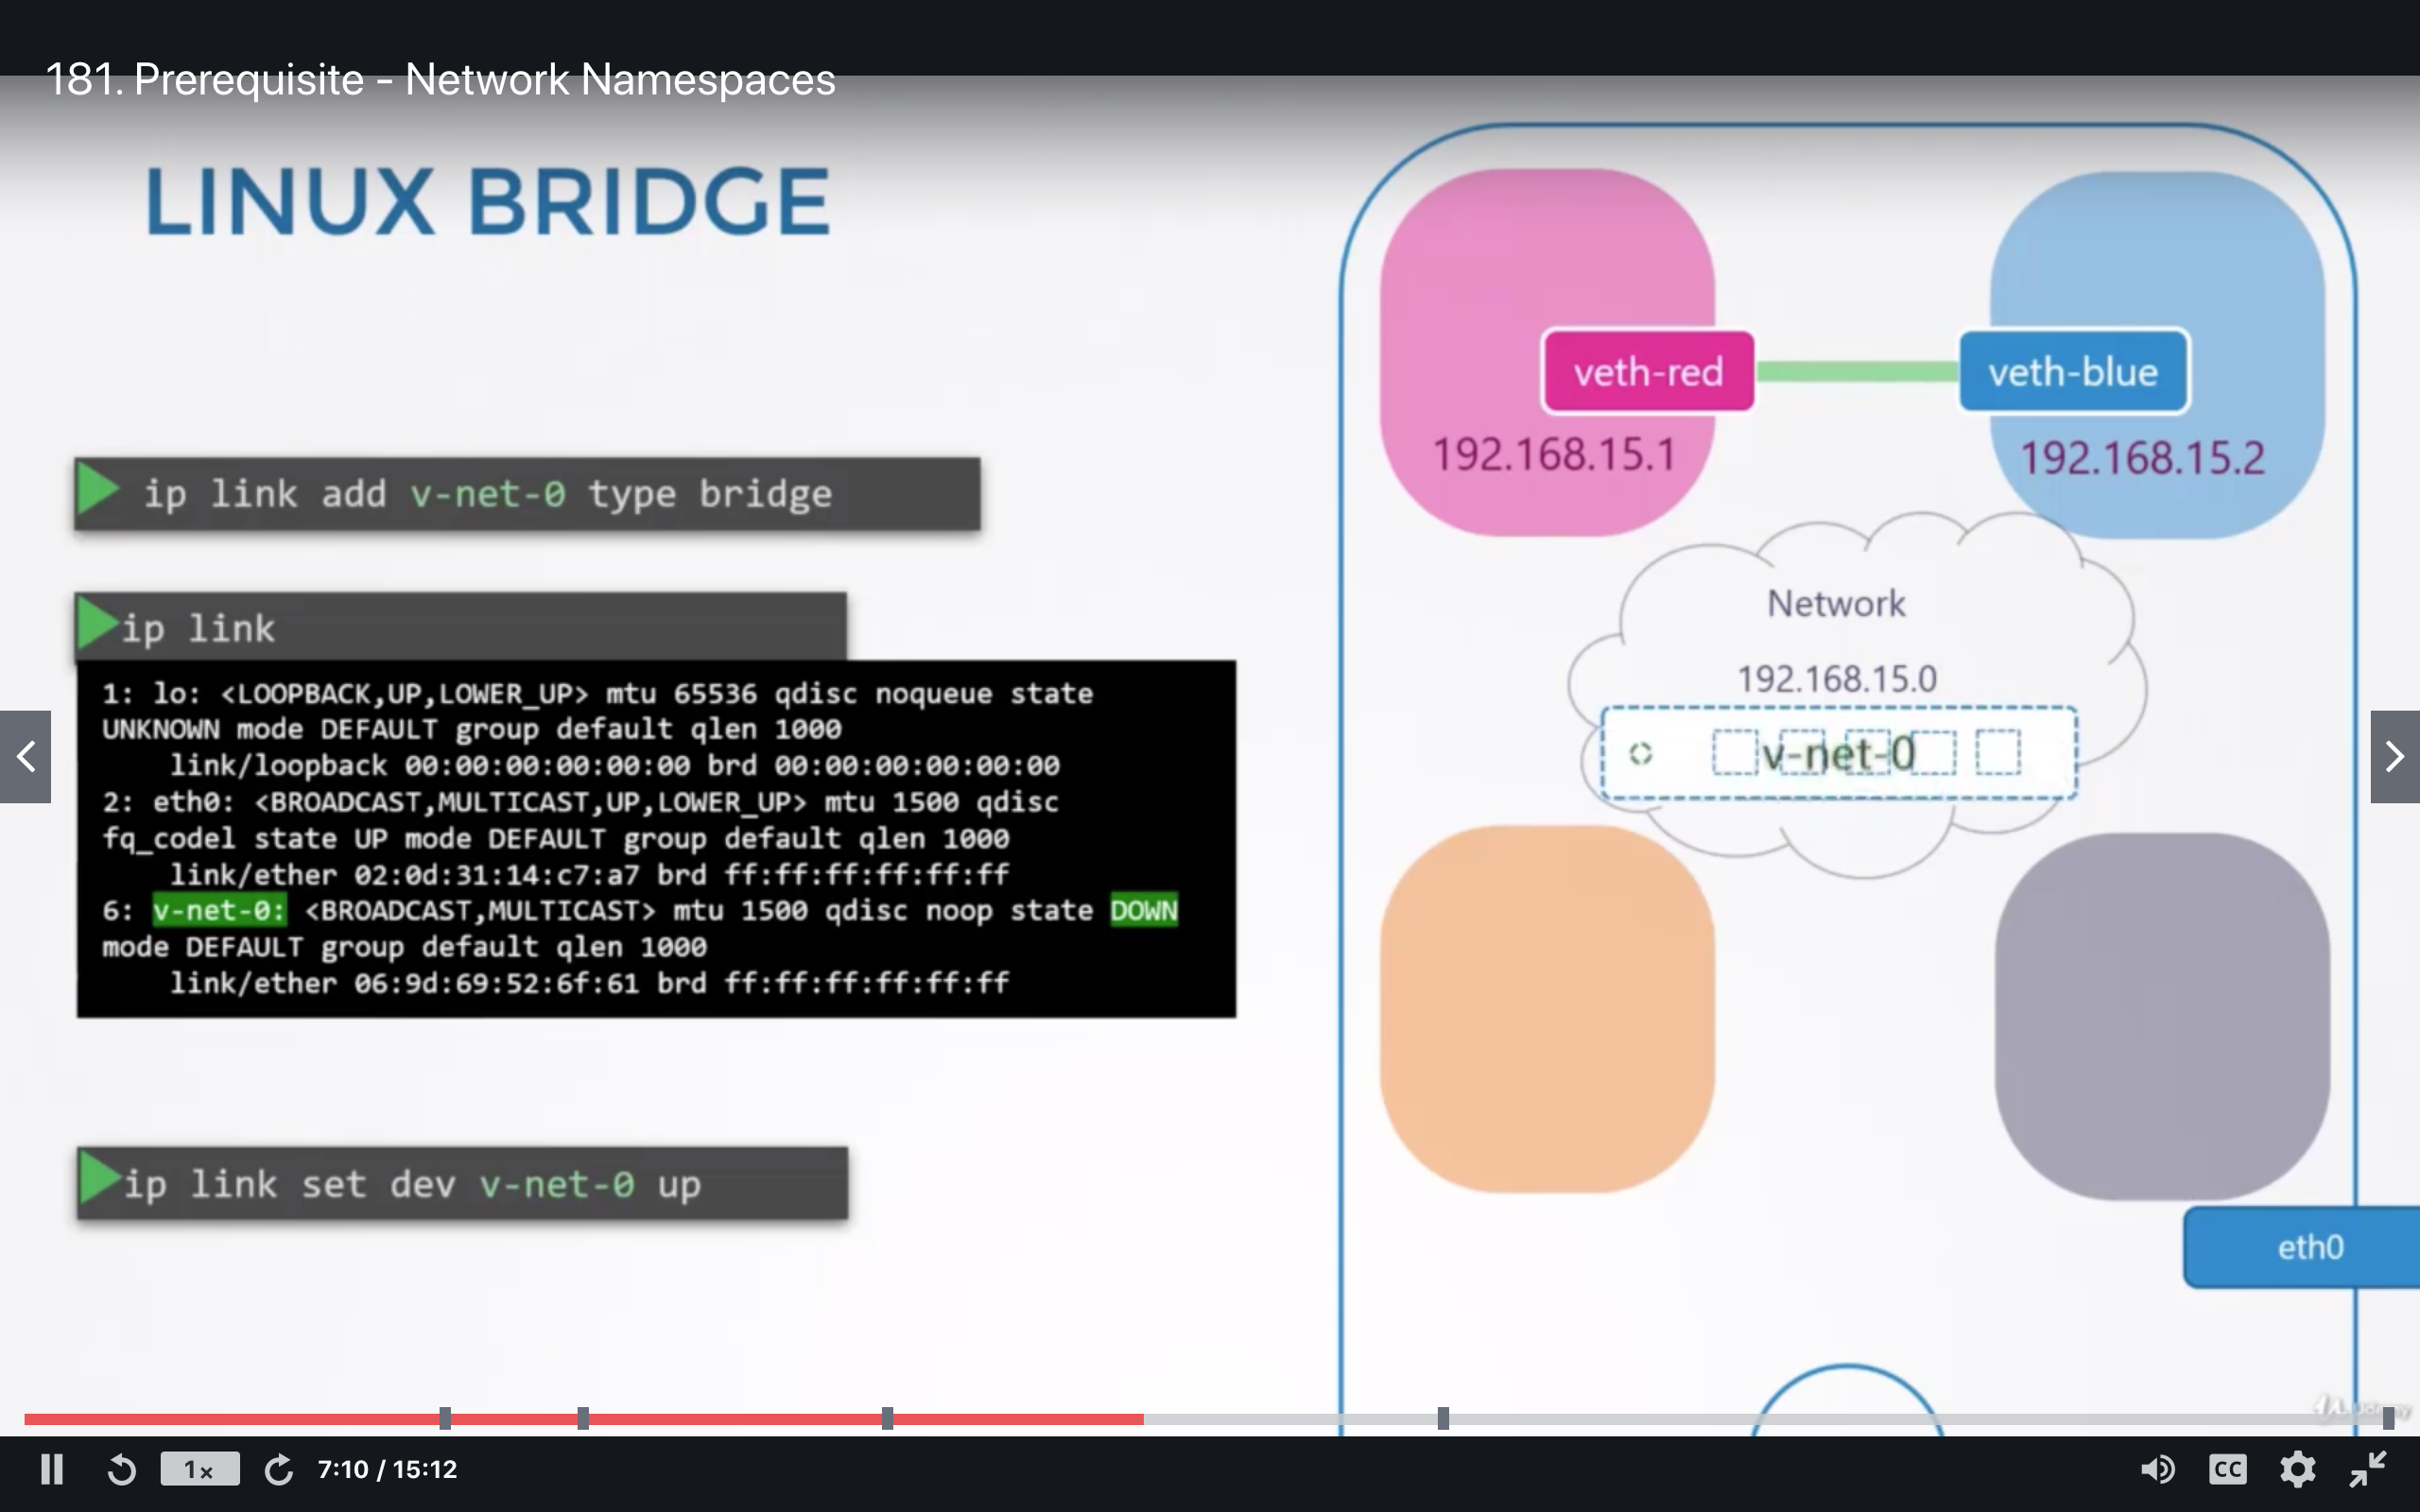 181. Prerequisite - Network Namespaces
LINUX BRIDGE
ip link add v-net-0 type bridge
ip link
1: lo: <LOOPBACK,UP,LOWER_UP> mtu 65536 qdisc noqueue state
UNKNOWN mode DEFAULT group default qlen 1000
link/loopback 00:00:00:00:00:00 brd 00:00:00:00:00:00
2: eth0: <BROADCAST,MULTICAST,UP,LOWER_UP> mtu 1500 qdisc
fq_codel state UP mode DEFAULT group default qlen 1000
link/ether 02:0d:31:14:c7:a7 brd ff:ff:ff:ff:ff:ff
6: v-net-0: <BROADCAST,MULTICAST> mtu 1500 qdisc noop state DOWN
mode DEFAULT group default qlen 1000
link/ether 06:9d:69:52:6f:61 brd ff:ff:ff:ff:ff:ff
ip link set dev v-net-0 up
veth-red
veth-blue
192.168.15.1
192.168.15.2
Network
192.168.15.0
v-net-0
eth0
Udemy
1x
7:10 / 15:12
CC